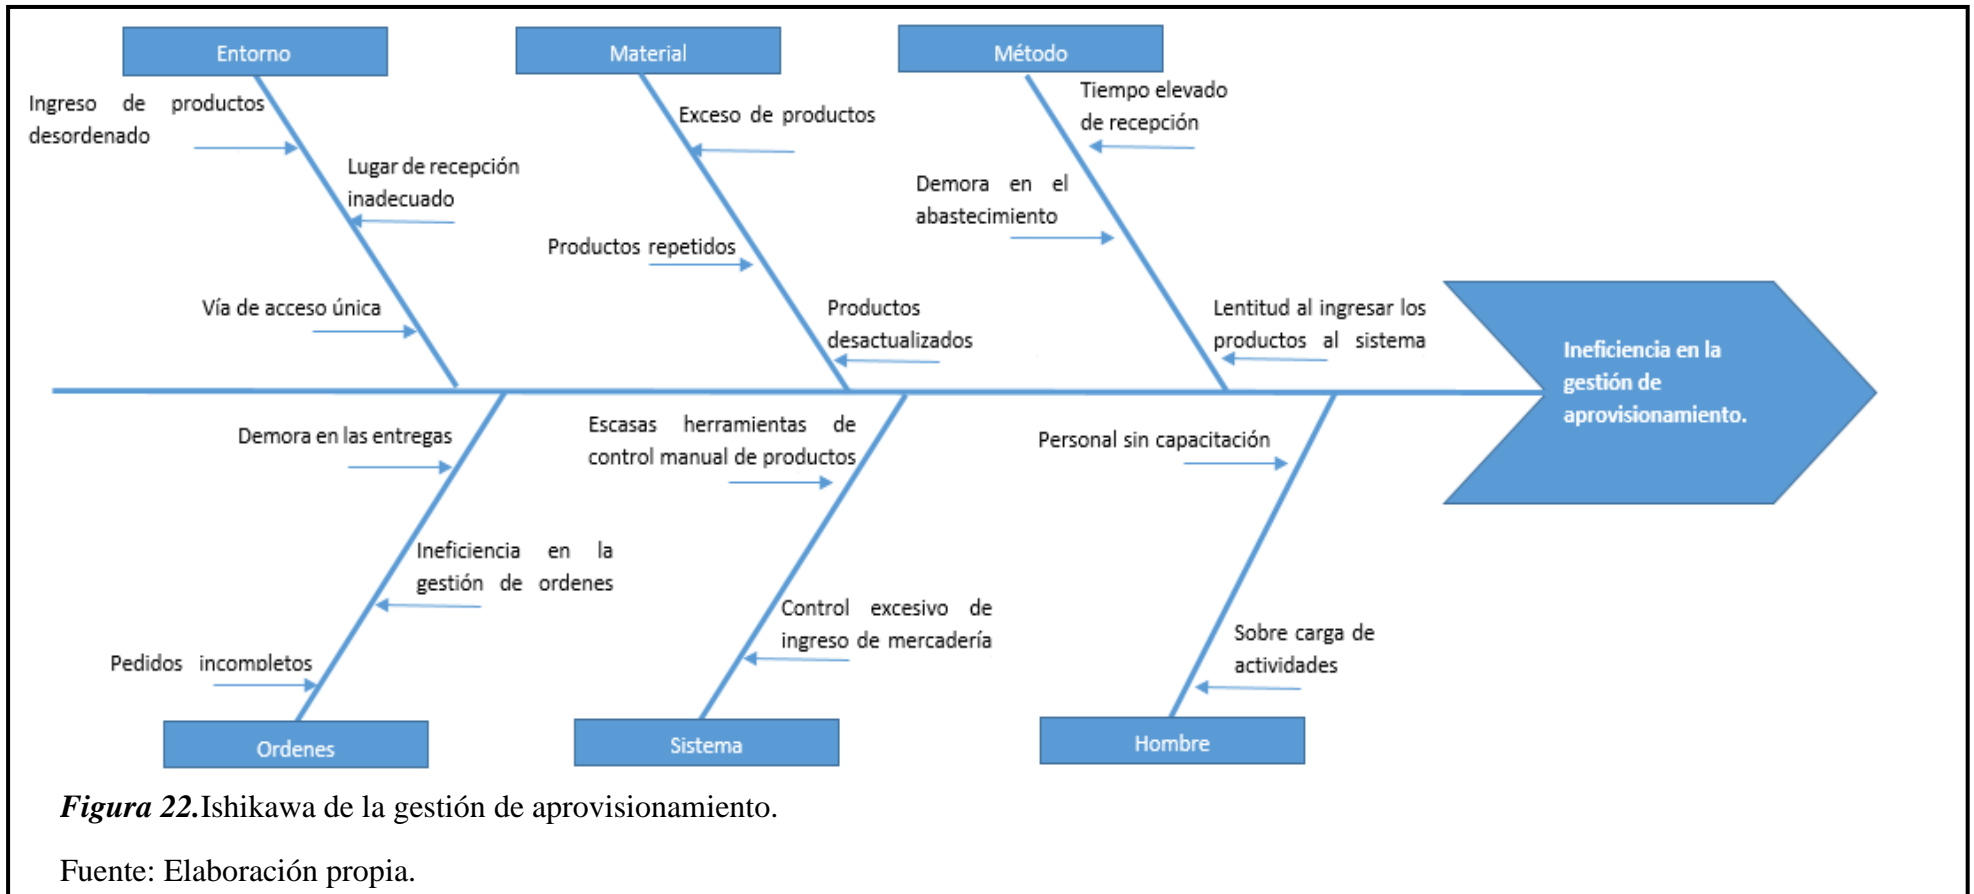 Entorno
Material
Método
Ingreso de productos
desordenado
Lugar de recepción
inadecuado
Vía de acceso única
Exceso de productos
Productos repetidos
Productos
desactualizados
Tiempo elevado
de recepción
Demora en el
abastecimiento
Lentitud al ingresar los
productos al sistema
Ineficiencia en la
gestión de
aprovisionamiento.
Demora en las entregas
Ineficiencia en la
gestión de ordenes
Pedidos incompletos
Escasas herramientas de
control manual de productos
Control excesivo de
ingreso de mercadería
Personal sin capacitación
Sobre carga de
actividades
Ordenes
Sistema
Hombre
Figura 22.Ishikawa de la gestión de aprovisionamiento.
Fuente: Elaboración propia.